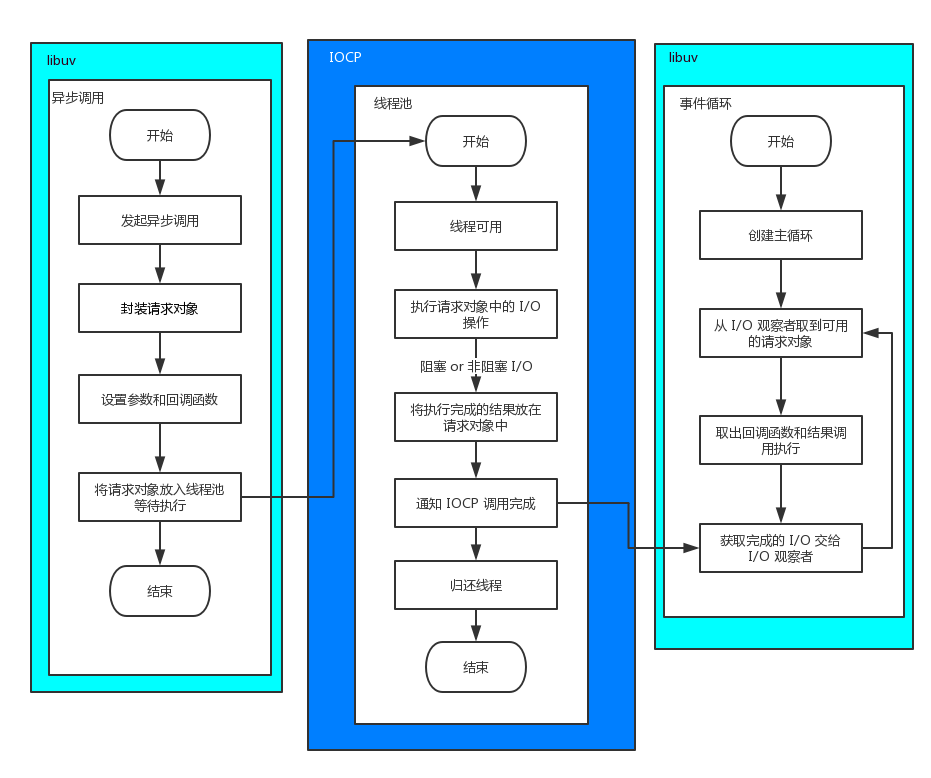 libuv
异步调用
开始
发起异步调用
封装请求对象
设置参数和回调函数
将请求对象放入线程池
等待执行
结束
IOCP
线程池
开始
线程可用
执行请求对象中的 I/O
操作
阻塞 or 非阻塞 I/O
将执行完成的结果放在
请求对象中
通知 IOCP 调用完成
归还线程
结束
libuv
事件循环
开始
创建主循环
从 I/O 观察者取到可用
的请求对象
取出回调函数和结果调
用执行
获取完成的 I/O 交给
I/O 观察者